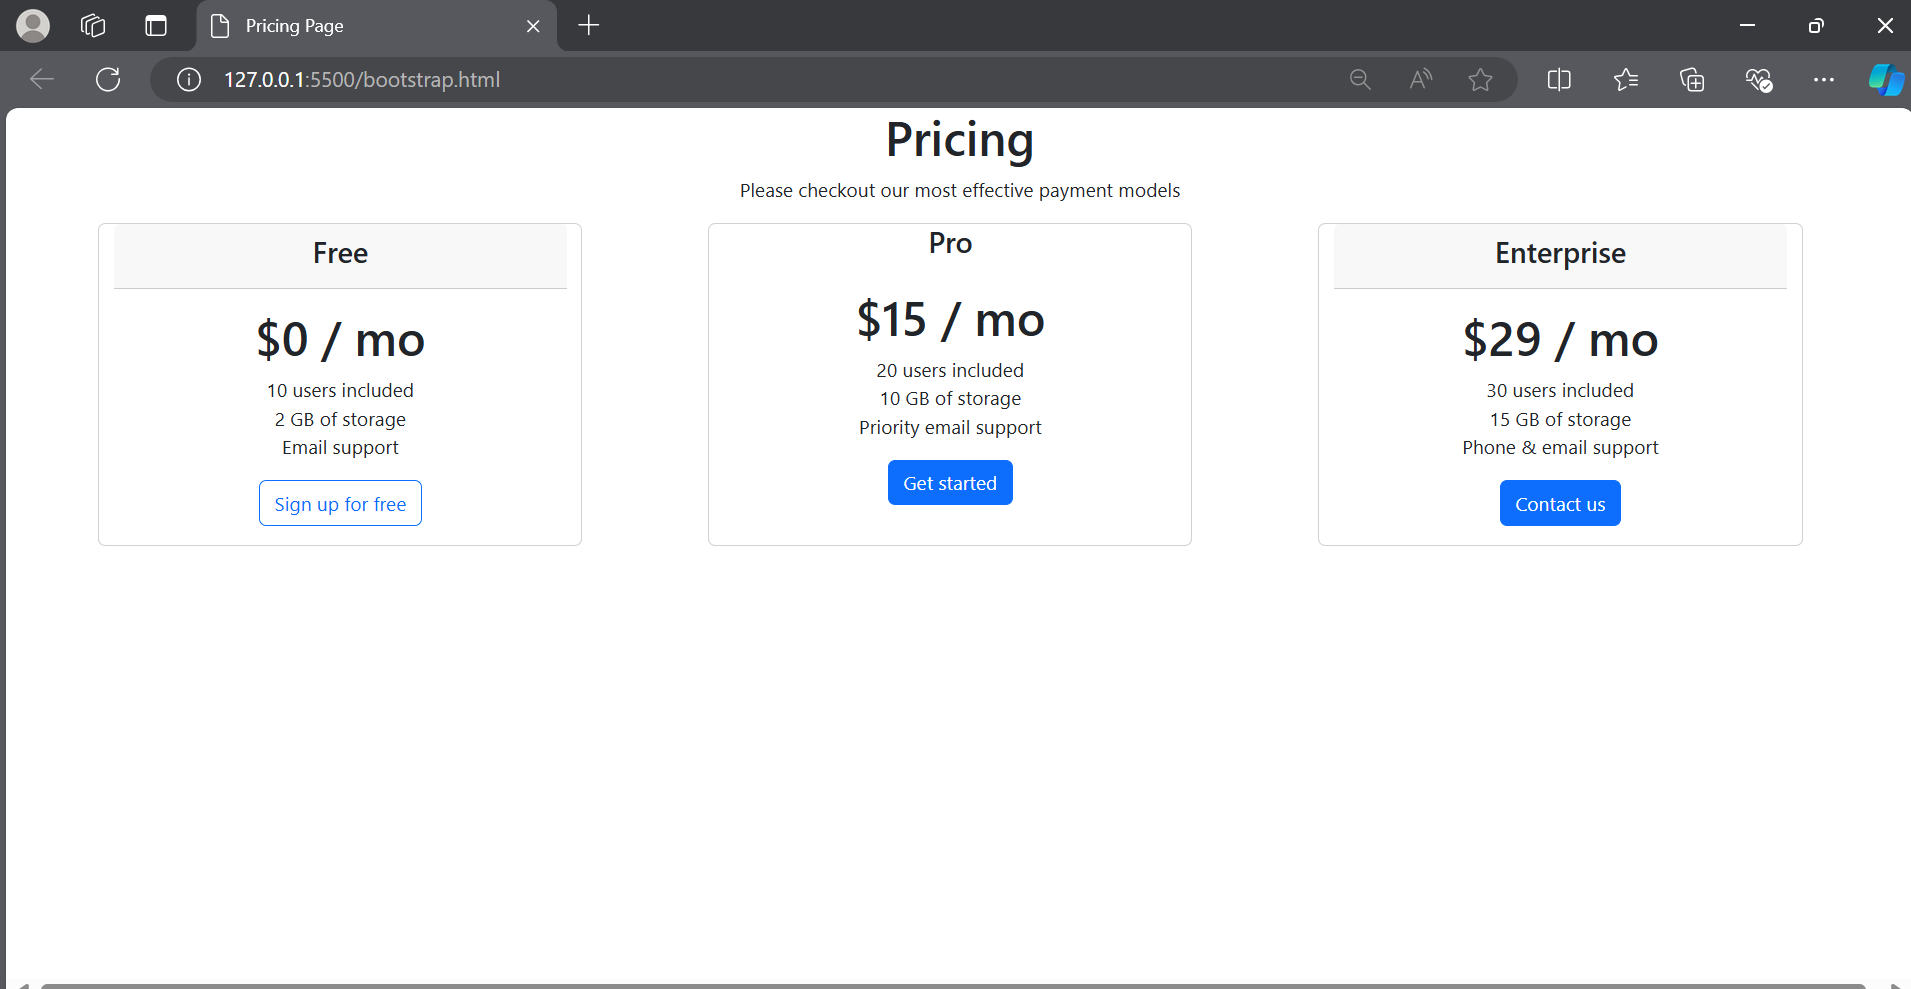 Pricing Page
127.0.0.1:5500/bootstrap.html
Pricing
Please checkout our most effective payment models
Free
$0 / mo
10 users included
2 GB of storage
Email support
Sign up for free
Pro
$15 / mo
20 users included
10 GB of storage
Priority email support
Get started
Enterprise
$29 / mo
30 users included
15 GB of storage
Phone & email support
Contact us